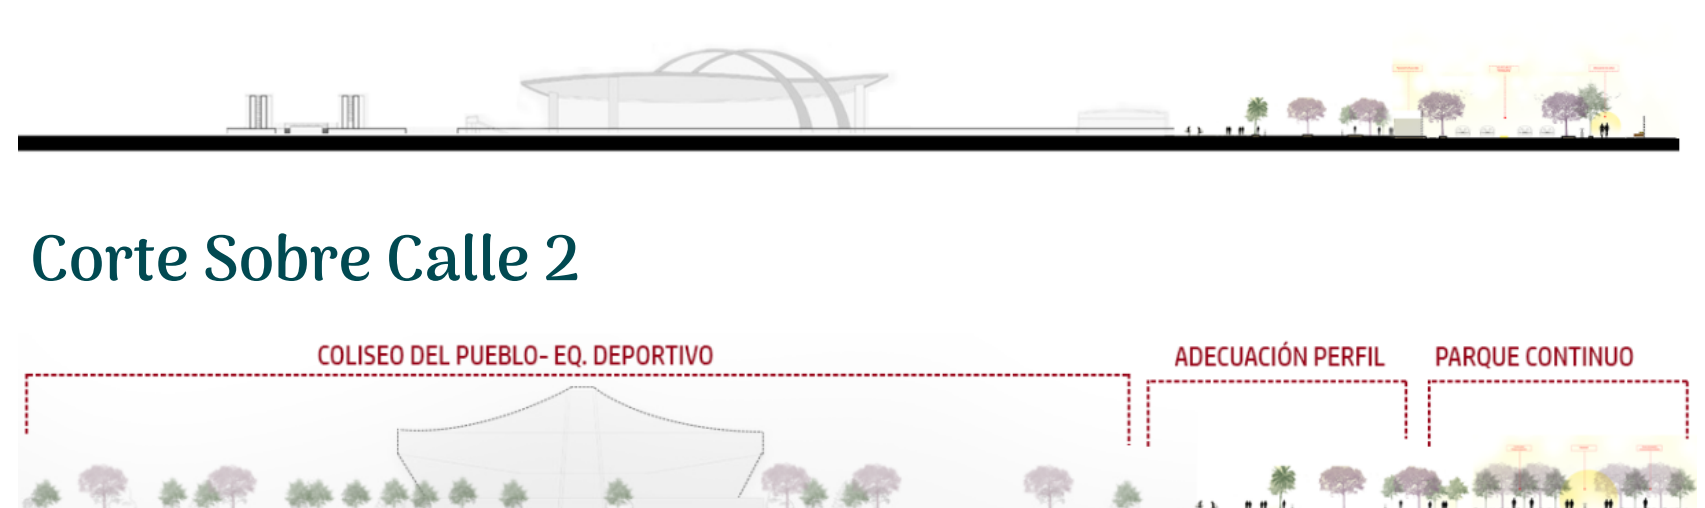 Corte Sobre Calle 2
COLISEO DEL PUEBLO- EQ. DEPORTIVO
ADECUACIÓN PERFIL
PARQUE CONTINUO